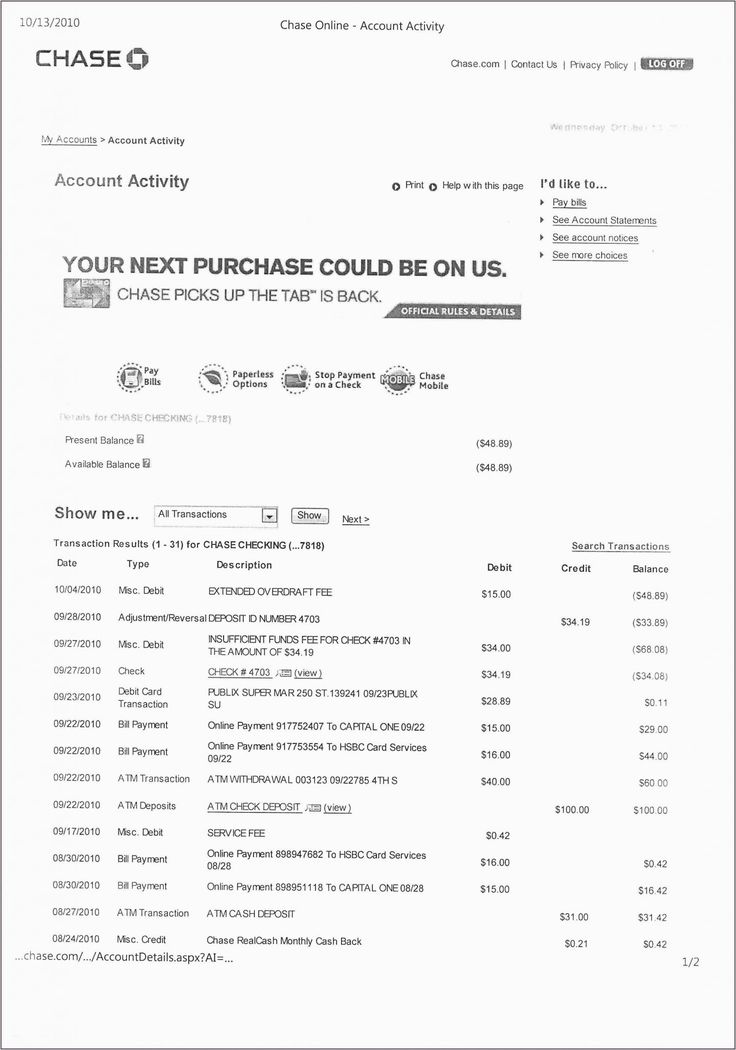 10/13/2010
Chase Online - Account Activity
CHASE
Chase.com | Contact Us | Privacy Policy | LOG OFF
Wednesday
My Accounts > Account Activity
Account Activity
Print Help with this page
I'd like to...
Pay bills
See Account Statements
See account notices
See more choices
YOUR NEXT PURCHASE COULD BE ON US.
CHASE PICKS UP THE TAB℠ IS BACK.
OFFICIAL RULES & DETAILS
Pay Bills
Paperless Options
Stop Payment on a Check
MOBILE Chase Mobile
Details for CHASE CHECKING (...7818)
Present Balance ($48.89)
Available Balance ($48.89)
Show me... All Transactions Show Next >
Transaction Results (1 - 31) for CHASE CHECKING (...7818) Search Transactions
Date Type Description Debit Credit Balance
10/04/2010 Misc. Debit EXTENDED OVERDRAFT FEE $15.00 ($48.89)
09/28/2010 Adjustment/Reversal DEPOSIT ID NUMBER 4703 $34.19 ($33.89)
09/27/2010 Misc. Debit INSUFFICIENT FUNDS FEE FOR CHECK #4703 IN
THE AMOUNT OF $34.19 $34.00 ($68.08)
09/27/2010 Check CHECK # 4703 (view) $34.19 ($34.08)
09/23/2010 Debit Card Transaction PUBLIX SUPER MAR 250 ST.139241 09/23PUBLIX
SU $28.89 $0.11
09/22/2010 Bill Payment Online Payment 917752407 To CAPITAL ONE 09/22 $15.00 $29.00
09/22/2010 Bill Payment Online Payment 917753554 To HSBC Card Services
09/22 $16.00 $44.00
09/22/2010 ATM Transaction ATM WITHDRAWAL 003123 09/22785 4TH S $40.00 $60.00
09/22/2010 ATM Deposits ATM CHECK DEPOSIT (view) $100.00 $100.00
09/17/2010 Misc. Debit SERVICE FEE $0.42
08/30/2010 Bill Payment Online Payment 898947682 To HSBC Card Services
08/28 $16.00 $0.42
08/30/2010 Bill Payment Online Payment 898951118 To CAPITAL ONE 08/28 $15.00 $16.42
08/27/2010 ATM Transaction ATM CASH DEPOSIT $31.00 $31.42
08/24/2010 Misc. Credit Chase RealCash Monthly Cash Back $0.21 $0.42
...chase.com/.../AccountDetails.aspx?AI=...
1/2